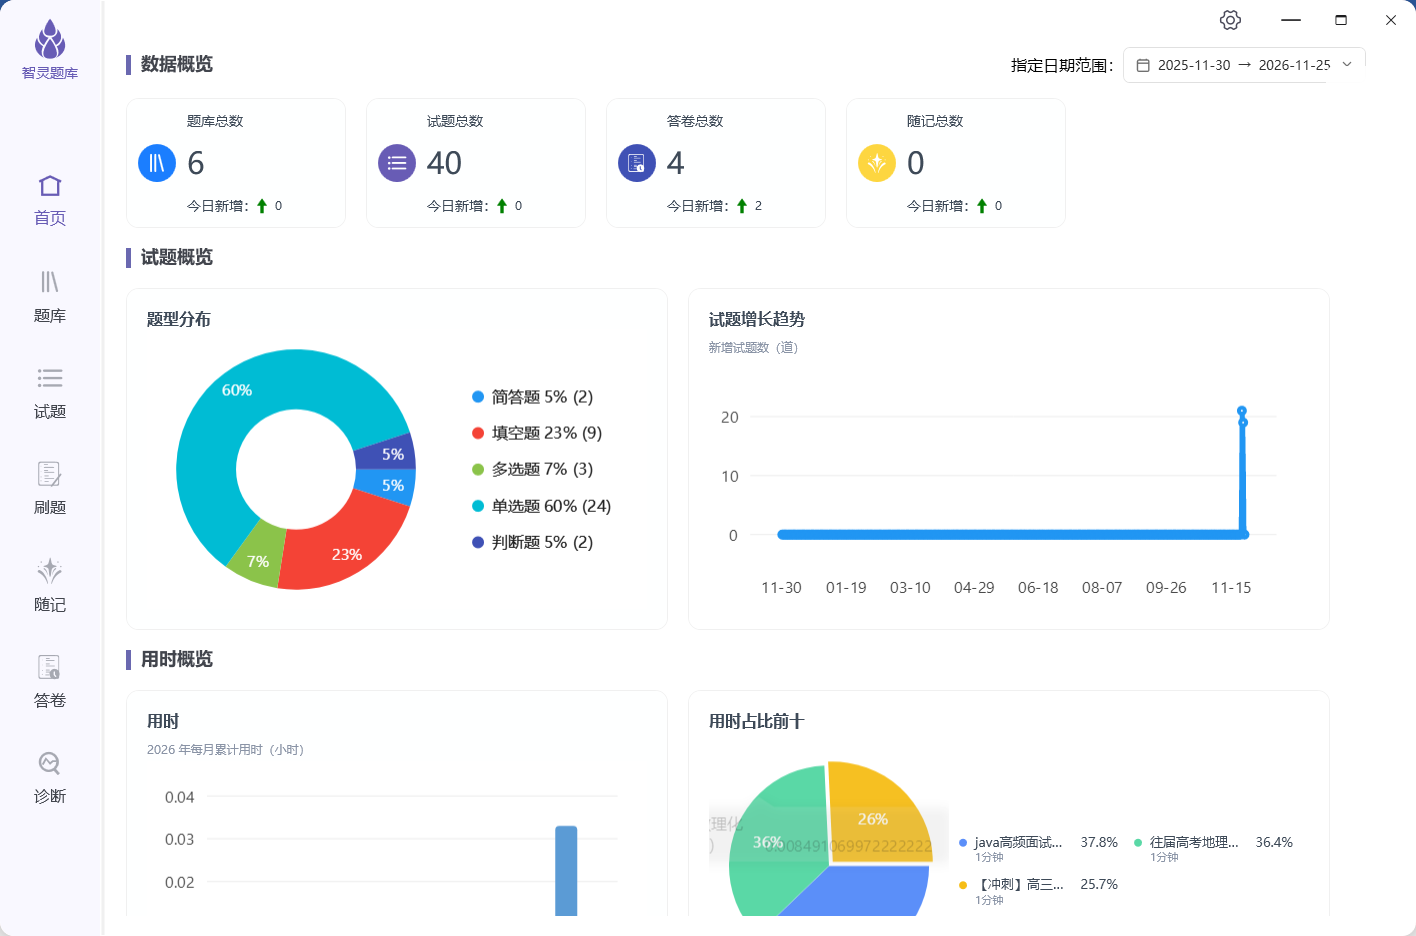 智灵题库
首页
题库
试题
刷题
随记
答卷
诊断
数据概览
指定日期范围：
2025-11-30 → 2026-11-25
题库总数
6
今日新增： 0
试题总数
40
今日新增： 0
答卷总数
4
今日新增： 2
随记总数
0
今日新增： 0
试题概览
题型分布
60%
5%
5%
23%
7%
简答题 5% (2)
填空题 23% (9)
多选题 7% (3)
单选题 60% (24)
判断题 5% (2)
试题增长趋势
新增试题数（道）
20
10
0
11-30 01-19 03-10 04-29 06-18 08-07 09-26 11-15
用时概览
用时
2026 年每月累计用时（小时）
0.04
0.03
0.02
用时占比前十
26%
36%
理化
）
0.008491069972222222
java高频面试... 37.8%
1分钟
往届高考地理... 36.4%
1分钟
【冲刺】高三... 25.7%
1分钟